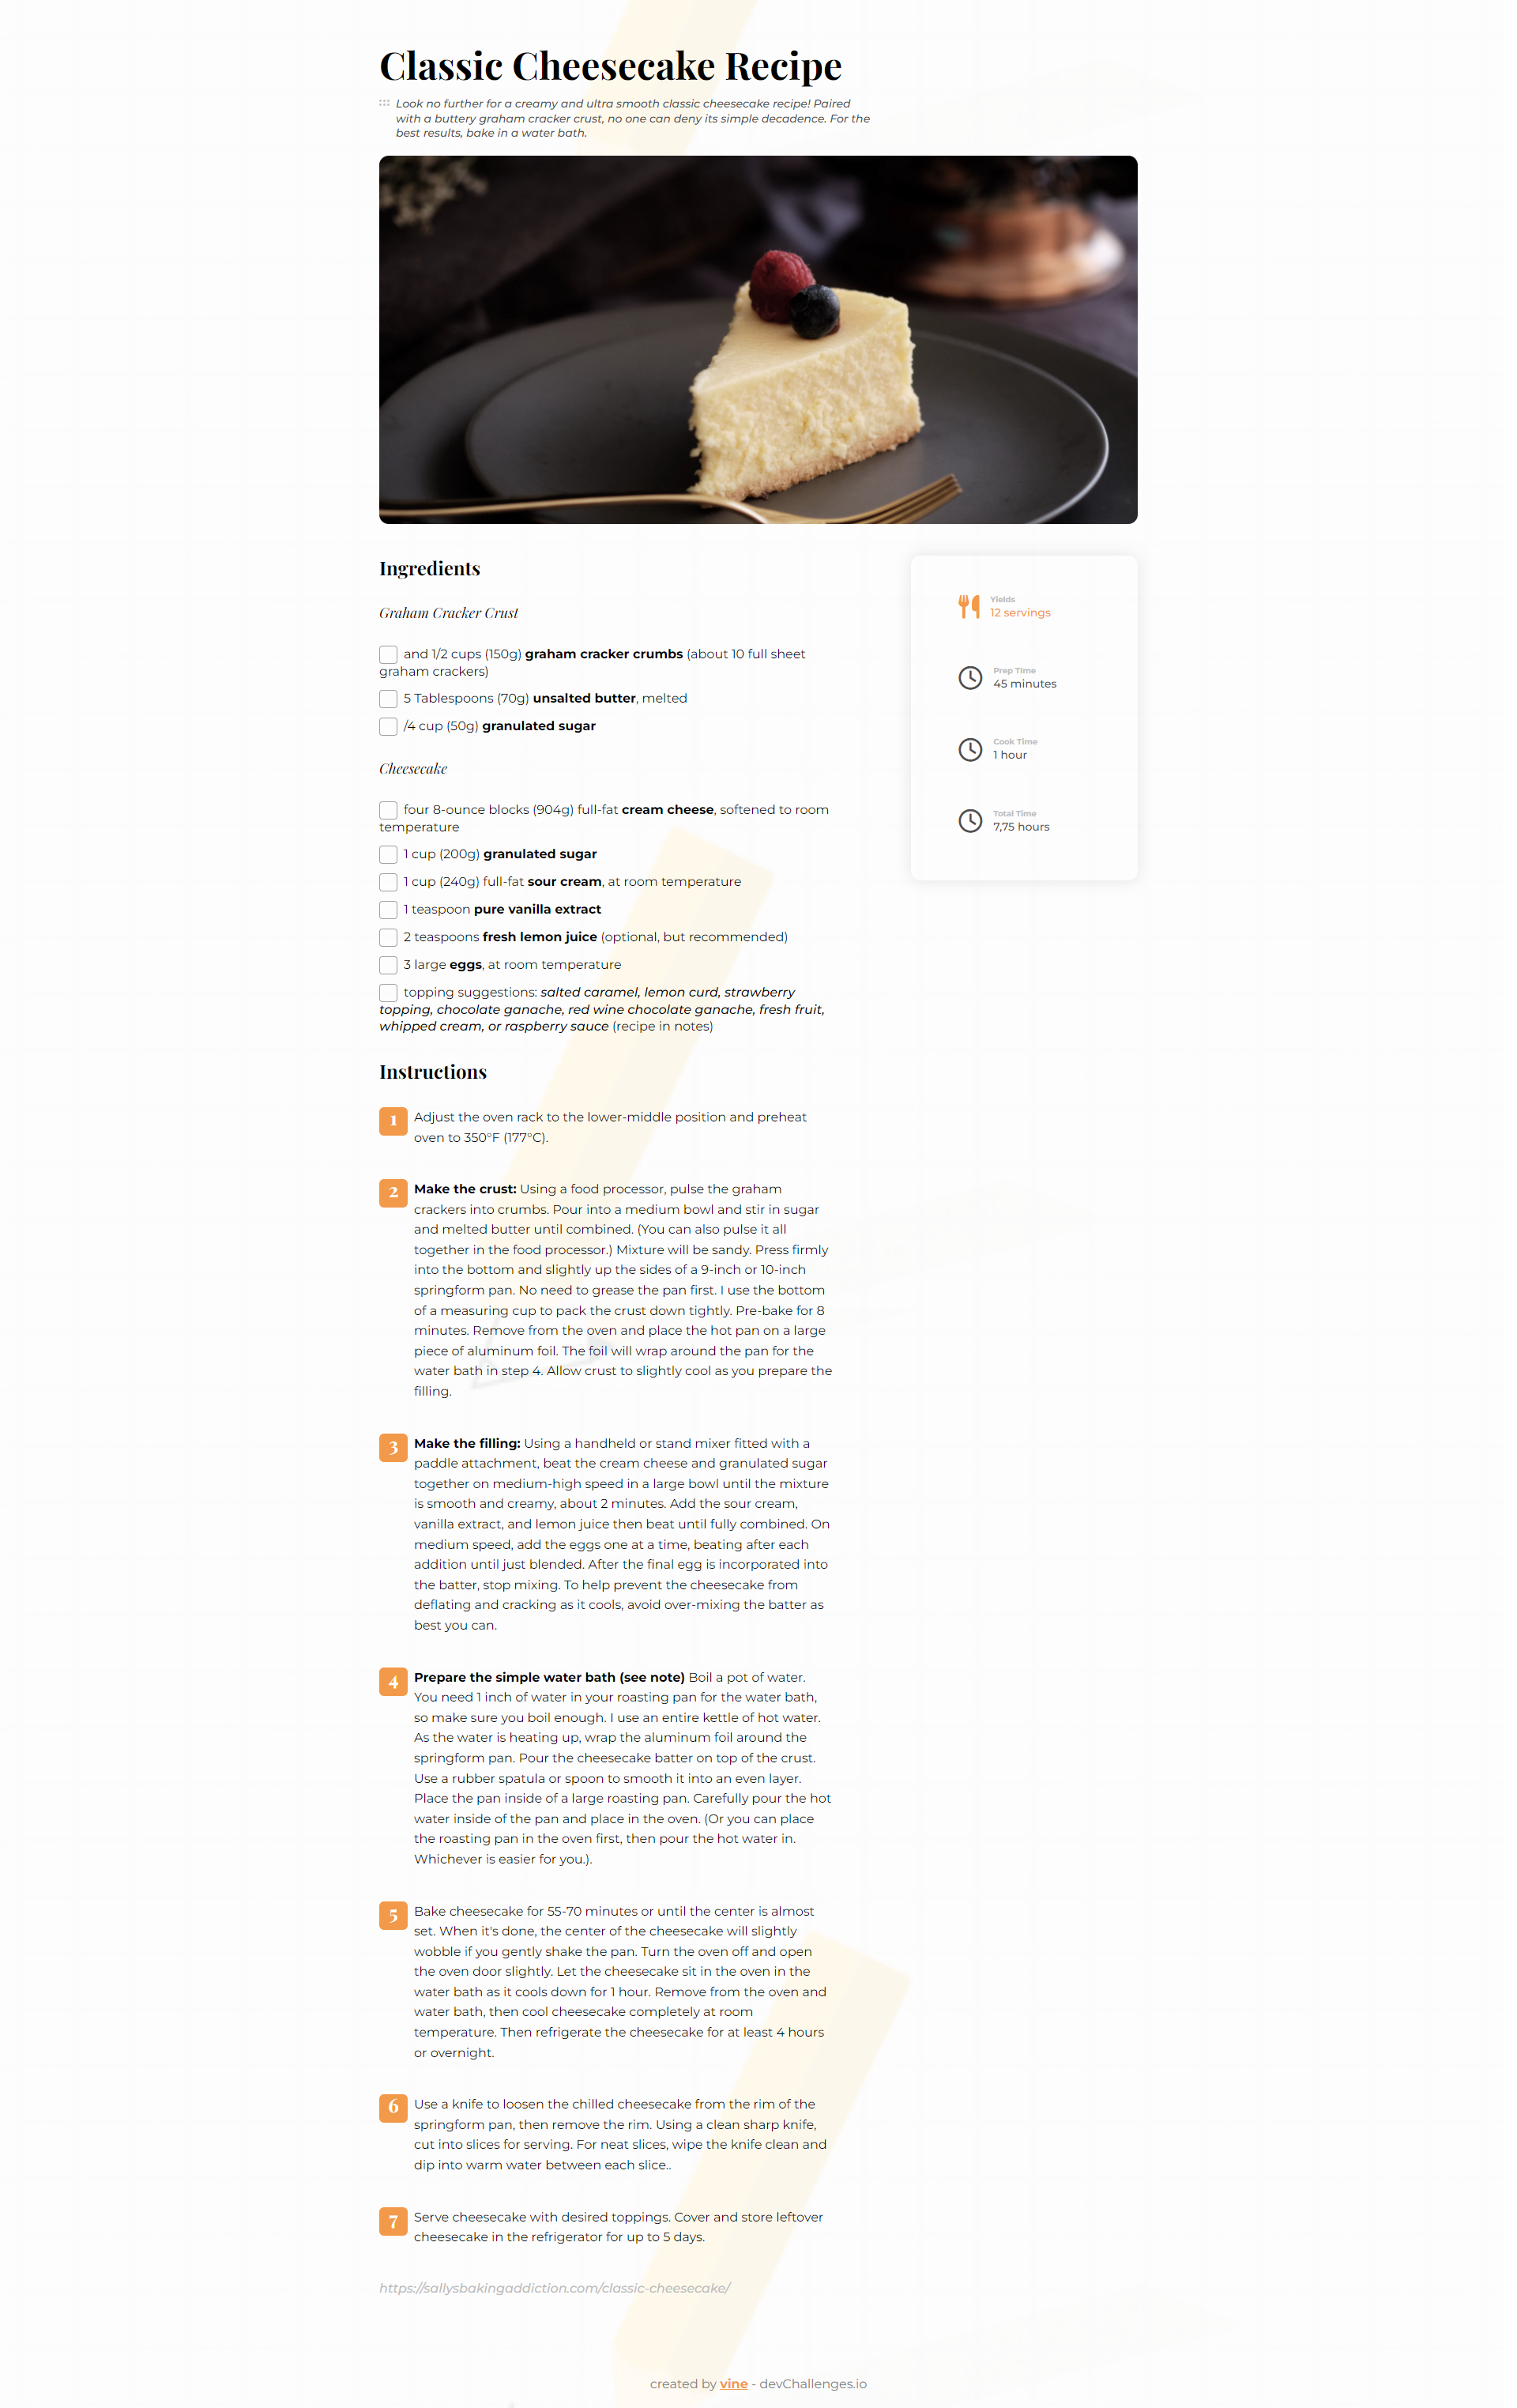 Classic Cheesecake Recipe
Look no further for a creamy and ultra smooth classic cheesecake recipe! Paired
with a buttery graham cracker crust, no one can deny its simple decadence. For the
best results, bake in a water bath.
Ingredients
Graham Cracker Crust
and 1/2 cups (150g) graham cracker crumbs (about 10 full sheet
graham crackers)
5 Tablespoons (70g) unsalted butter, melted
/4 cup (50g) granulated sugar
Cheesecake
four 8-ounce blocks (904g) full-fat cream cheese, softened to room
temperature
1 cup (200g) granulated sugar
1 cup (240g) full-fat sour cream, at room temperature
1 teaspoon pure vanilla extract
2 teaspoons fresh lemon juice (optional, but recommended)
3 large eggs, at room temperature
topping suggestions: salted caramel, lemon curd, strawberry
topping, chocolate ganache, red wine chocolate ganache, fresh fruit,
whipped cream, or raspberry sauce (recipe in notes)
Yields
12 servings
Prep TIme
45 minutes
Cook Time
1 hour
Total Time
7,75 hours
Instructions
1 Adjust the oven rack to the lower-middle position and preheat
oven to 350°F (177°C).
2 Make the crust: Using a food processor, pulse the graham
crackers into crumbs. Pour into a medium bowl and stir in sugar
and melted butter until combined. (You can also pulse it all
together in the food processor.) Mixture will be sandy. Press firmly
into the bottom and slightly up the sides of a 9-inch or 10-inch
springform pan. No need to grease the pan first. I use the bottom
of a measuring cup to pack the crust down tightly. Pre-bake for 8
minutes. Remove from the oven and place the hot pan on a large
piece of aluminum foil. The foil will wrap around the pan for the
water bath in step 4. Allow crust to slightly cool as you prepare the
filling.
3 Make the filling: Using a handheld or stand mixer fitted with a
paddle attachment, beat the cream cheese and granulated sugar
together on medium-high speed in a large bowl until the mixture
is smooth and creamy, about 2 minutes. Add the sour cream,
vanilla extract, and lemon juice then beat until fully combined. On
medium speed, add the eggs one at a time, beating after each
addition until just blended. After the final egg is incorporated into
the batter, stop mixing. To help prevent the cheesecake from
deflating and cracking as it cools, avoid over-mixing the batter as
best you can.
4 Prepare the simple water bath (see note) Boil a pot of water.
You need 1 inch of water in your roasting pan for the water bath,
so make sure you boil enough. I use an entire kettle of hot water.
As the water is heating up, wrap the aluminum foil around the
springform pan. Pour the cheesecake batter on top of the crust.
Use a rubber spatula or spoon to smooth it into an even layer.
Place the pan inside of a large roasting pan. Carefully pour the hot
water inside of the pan and place in the oven. (Or you can place
the roasting pan in the oven first, then pour the hot water in.
Whichever is easier for you.).
5 Bake cheesecake for 55-70 minutes or until the center is almost
set. When it's done, the center of the cheesecake will slightly
wobble if you gently shake the pan. Turn the oven off and open
the oven door slightly. Let the cheesecake sit in the oven in the
water bath as it cools down for 1 hour. Remove from the oven and
water bath, then cool cheesecake completely at room
temperature. Then refrigerate the cheesecake for at least 4 hours
or overnight.
6 Use a knife to loosen the chilled cheesecake from the rim of the
springform pan, then remove the rim. Using a clean sharp knife,
cut into slices for serving. For neat slices, wipe the knife clean and
dip into warm water between each slice..
7 Serve cheesecake with desired toppings. Cover and store leftover
cheesecake in the refrigerator for up to 5 days.
https://sallysbakingaddiction.com/classic-cheesecake/
created by vine - devChallenges.io